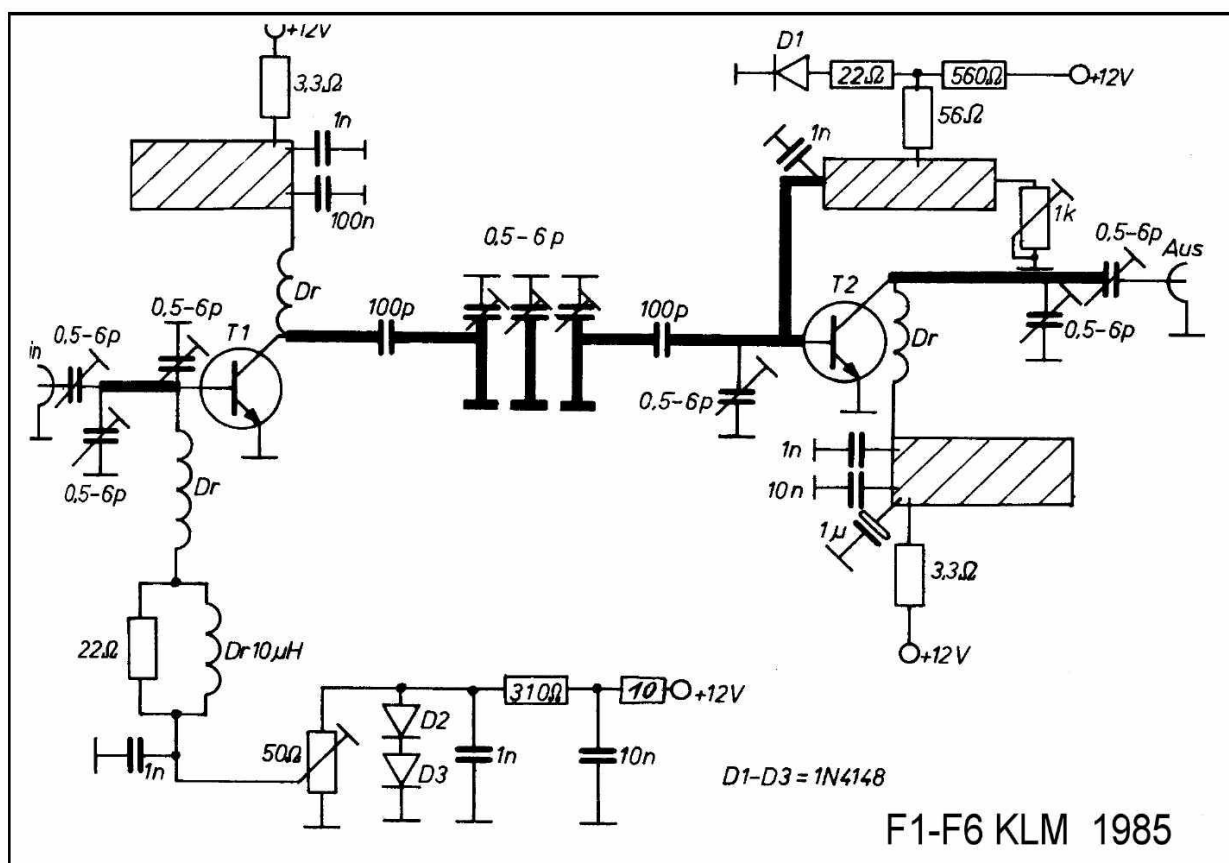 +12V
3,3Ω
1n
100n
Dr
in
0,5-6p
0,5-6p
0,5-6p
T1
Dr
22Ω
Dr 10µH
1n
50Ω
D2
D3
1n
310Ω
10n
10
+12V
100p
0,5-6p
100p
0,5-6p
D1
22Ω
560Ω
+12V
56Ω
1n
1k
T2
Dr
0,5-6p
Aus
0,5-6p
1n
10n
1µ
3,3Ω
+12V
D1-D3 = 1N4148
F1-F6 KLM 1985